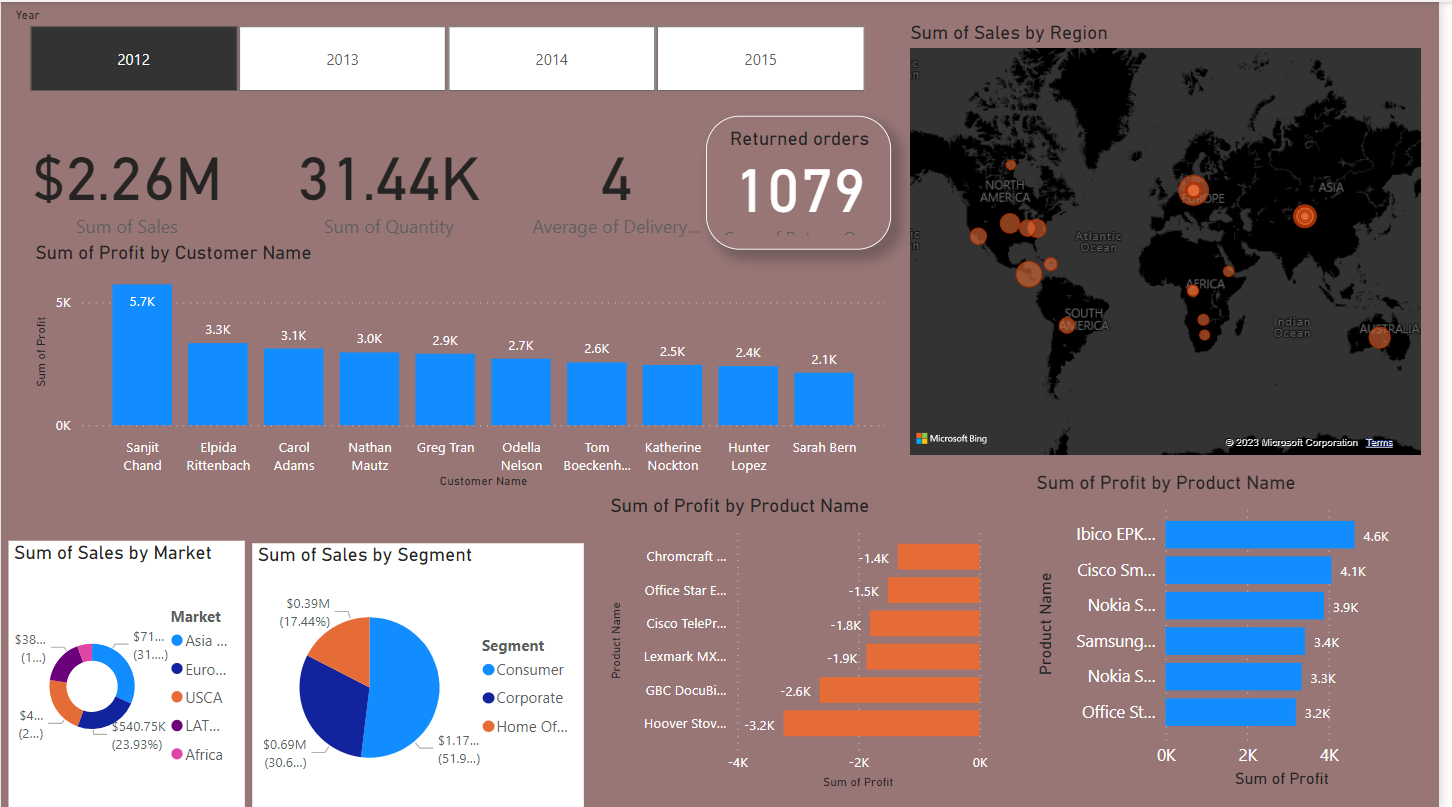 Year
2012
2013
2014
2015
$2.26M
Sum of Sales
31.44K
Sum of Quantity
4
Average of Delivery...
Returned orders
1079
Sum of Sales by Region
NORTH
AMERICA
EUROPE
ASIA
Atlantic
Ocean
AFRICA
SOUTH
AMERICA
Indian
Ocean
AUSTRALIA
Microsoft Bing
© 2023 Microsoft Corporation Terms
Sum of Profit by Customer Name
Sum of Profit
5K
0K
5.7K
3.3K
3.1K
3.0K
2.9K
2.7K
2.6K
2.5K
2.4K
2.1K
Sanjit
Chand
Elpida
Rittenbach
Carol
Adams
Nathan
Mautz
Greg Tran
Odella
Nelson
Tom
Boeckenh...
Katherine
Nockton
Hunter
Lopez
Sarah Bern
Customer Name
Sum of Sales by Market
$71...
(31....)
$540.75K
(23.93%)
$4...
(2...)
$38...
(1...)
Market
Asia ...
Euro...
USCA
LAT...
Africa
Sum of Sales by Segment
$0.39M
(17.44%)
$0.69M
(30.6...)
$1.17...
(51.9...)
Segment
Consumer
Corporate
Home Of...
Sum of Profit by Product Name
Product Name
Chromcraft ...
-1.4K
Office Star E...
-1.5K
Cisco TelePr...
-1.8K
Lexmark MX...
-1.9K
GBC DocuBi...
-2.6K
Hoover Stov...
-3.2K
-4K
-2K
0K
Sum of Profit
Sum of Profit by Product Name
Product Name
Ibico EPK...
4.6K
Cisco Sm...
4.1K
Nokia S...
3.9K
Samsung...
3.4K
Nokia S...
3.3K
Office St...
3.2K
0K
2K
4K
Sum of Profit